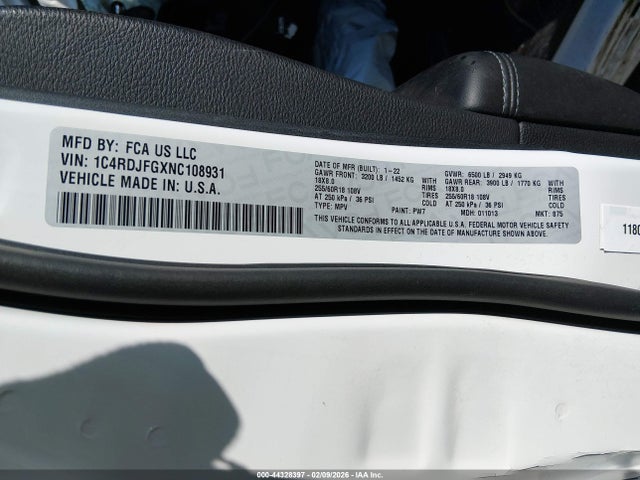 MFD BY: FCA US LLC
VIN: 1C4RDJFGXNC108931
VEHICLE MADE IN U.S.A.
DATE OF MFR (BUILT): 1-22
GAWR FRONT: 3200 LB / 1452 KG WITH
18X8.0 RIMS
255/60R18 108V TIRES
AT 250 kPa / 36 PSI COLD
TYPE: MPV PAINT: PW7
GVWR: 6500 LB / 2949 KG
GAWR REAR: 3900 LB / 1770 KG WITH
18X8.0 RIMS
255/60R18 108V TIRES
AT 250 kPa / 36 PSI COLD
MDH: 011013 MKT: 875
THIS VEHICLE CONFORMS TO ALL APPLICABLE U.S.A. FEDERAL MOTOR VEHICLE SAFETY
STANDARDS IN EFFECT ON THE DATE OF MANUFACTURE SHOWN ABOVE.
1180
000-44328397 - 02/09/2026 - IAA Inc.